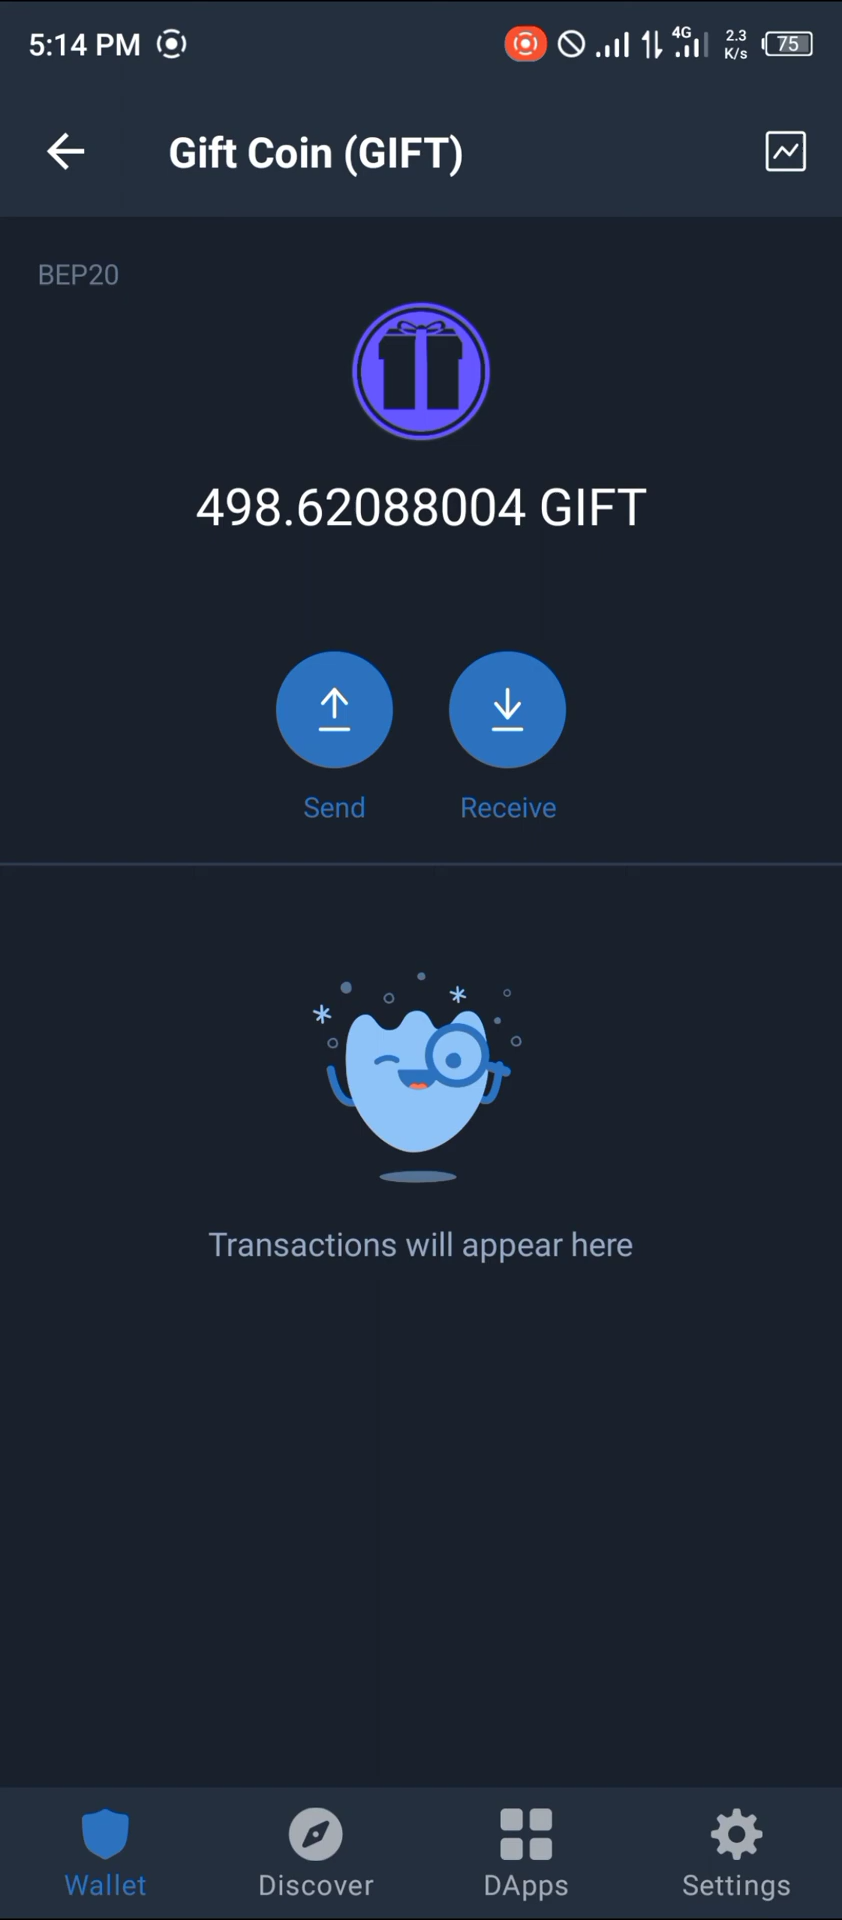 5:14 PM
4G
2.3
K/s
75
Gift Coin (GIFT)
BEP20
498.62088004 GIFT
Send
Receive
Transactions will appear here
Wallet
Discover
DApps
Settings